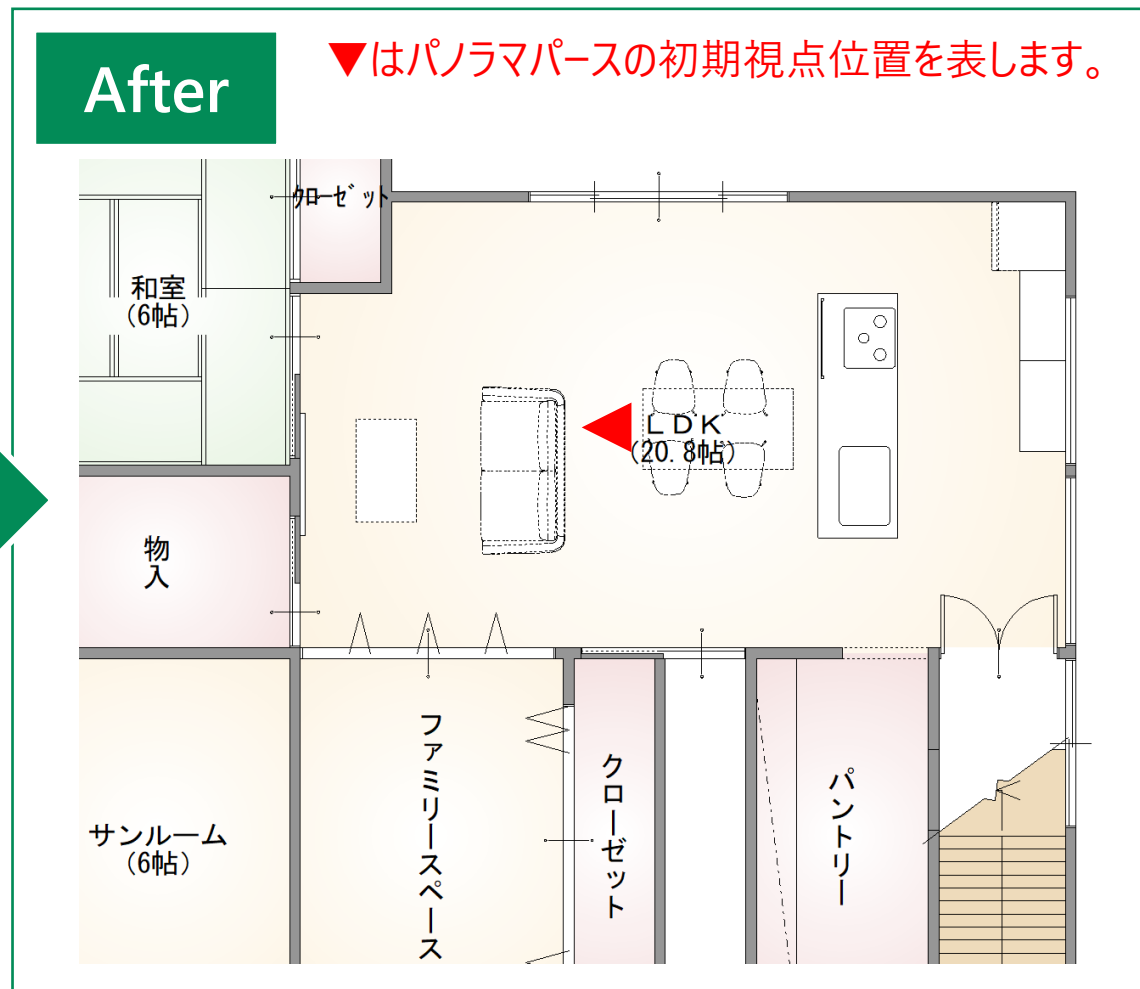 After
▼はパノラマパースの初期視点位置を表します。
クローゼット
和室
(6帖)
LDK
(20.8帖)
物入
サンルーム
(6帖)
ファミリースペース
クローゼット
パントリー